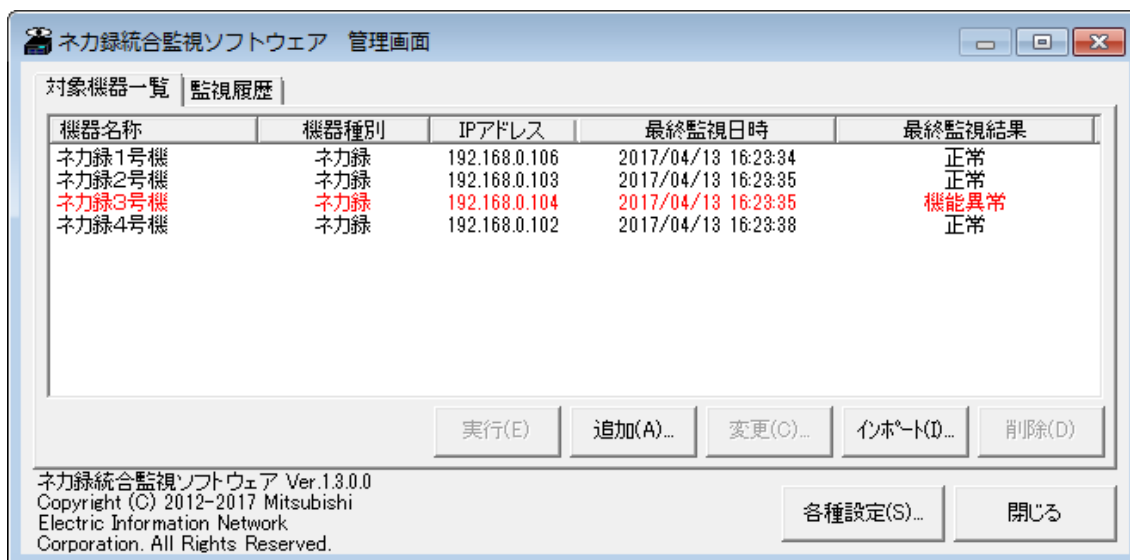 ネカ録統合監視ソフトウェア 管理画面
対象機器一覧 監視履歴
機器名称 機器種別 IPアドレス 最終監視日時 最終監視結果
ネカ録1号機 ネカ録 192.168.0.106 2017/04/13 16:23:34 正常
ネカ録2号機 ネカ録 192.168.0.103 2017/04/13 16:23:35 正常
ネカ録3号機 ネカ録 192.168.0.104 2017/04/13 16:23:35 機能異常
ネカ録4号機 ネカ録 192.168.0.102 2017/04/13 16:23:38 正常
実行(E) 追加(A)... 変更(C)... インポート(I)... 削除(D)
ネカ録統合監視ソフトウェア Ver.1.3.0.0
Copyright (C) 2012-2017 Mitsubishi
Electric Information Network
Corporation. All Rights Reserved.
各種設定(S)... 閉じる